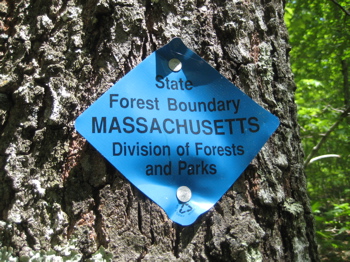 State
Forest Boundary
MASSACHUSETTS
Division of Forests
and Parks